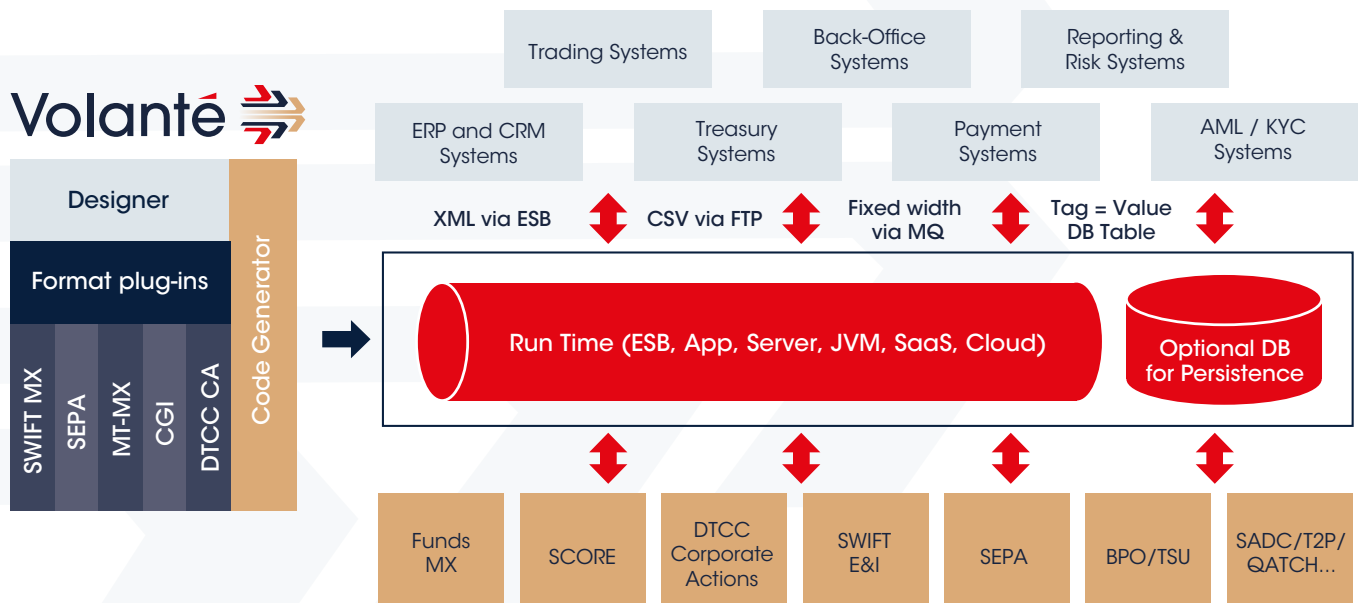 Trading Systems
Back-Office
Systems
Reporting &
Risk Systems
Volanté
ERP and CRM
Systems
Treasury
Systems
Payment
Systems
AML / KYC
Systems
Designer
Format plug-ins
SWIFT MX
SEPA
MT-MX
CGI
DTCC CA
Code Generator
XML via ESB
CSV via FTP
Fixed width
via MQ
Tag = Value
DB Table
Run Time (ESB, App, Server, JVM, SaaS, Cloud)
Optional DB
for Persistence
Funds
MX
SCORE
DTCC
Corporate
Actions
SWIFT
E&I
SEPA
BPO/TSU
SADC/T2P/
QATCH...